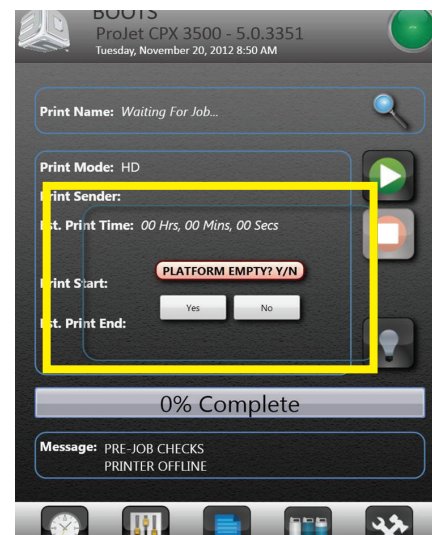 BOOTS
ProJet CPX 3500 - 5.0.3351
Tuesday, November 20, 2012 8:50 AM
Print Name: Waiting For Job...
Print Mode: HD
Print Sender:
Est. Print Time: 00 Hrs, 00 Mins, 00 Secs
PLATFORM EMPTY? Y/N
Print Start:
Yes No
Est. Print End:
0% Complete
Message: PRE-JOB CHECKS
PRINTER OFFLINE